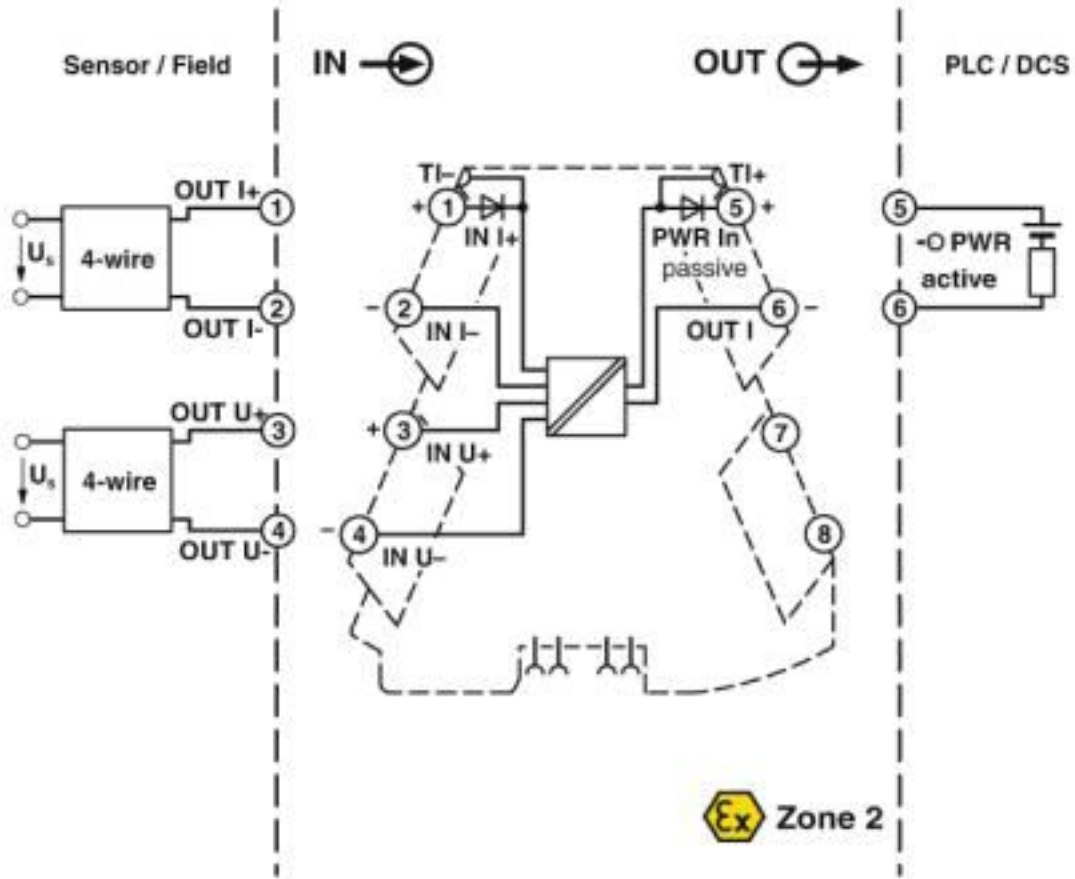 Sensor / Field
IN
OUT
PLC / DCS
OUT I+
1
U s
4-wire
2
OUT I-
OUT U+
3
U s
4-wire
4
OUT U-
TI–
+ 1
IN I+
– 2
IN I–
+ 3
IN U+
– 4
IN U–
TI+
5 +
PWR In
passive
6 –
OUT I
7
8
5
PWR
active
6
Ex Zone 2